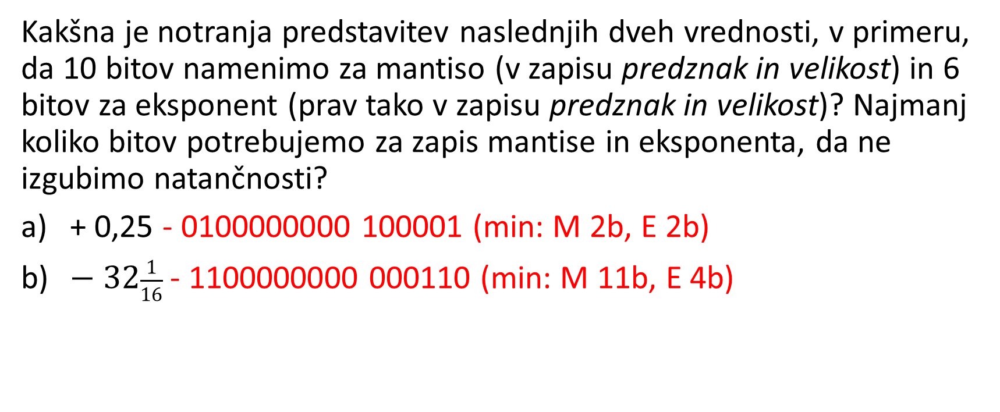 Kakšna je notranja predstavitev naslednjih dveh vrednosti, v primeru,
da 10 bitov namenimo za mantiso (v zapisu predznak in velikost) in 6
bitov za eksponent (prav tako v zapisu predznak in velikost)? Najmanj
koliko bitov potrebujemo za zapis mantise in eksponenta, da ne
izgubimo natančnosti?
a) + 0,25 - 0100000000 100001 (min: M 2b, E 2b)
b) − 32 1/16 - 1100000000 000110 (min: M 11b, E 4b)